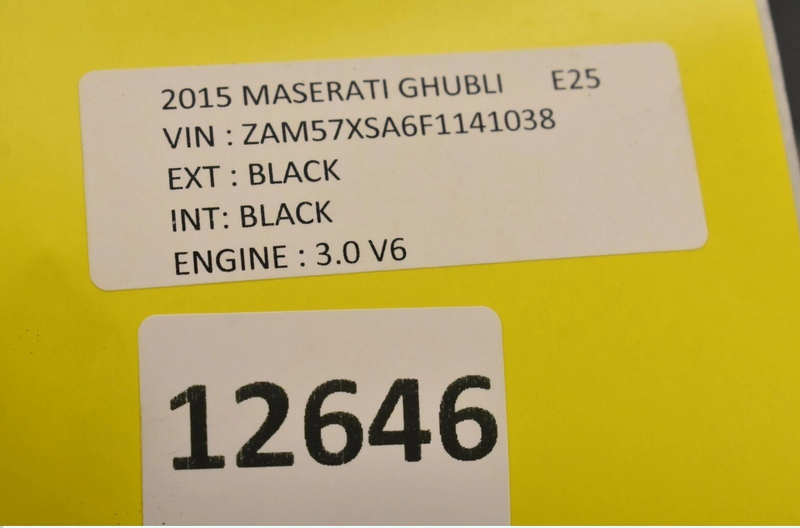 2015 MASERATI GHUBLI E25
VIN : ZAM57XSA6F1141038
EXT : BLACK
INT: BLACK
ENGINE : 3.0 V6
12646